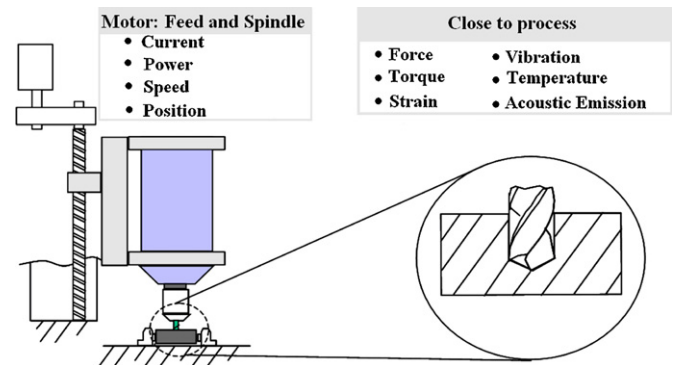 Motor: Feed and Spindle
• Current
• Power
• Speed
• Position
Close to process
• Force
• Torque
• Strain
• Vibration
• Temperature
• Acoustic Emission